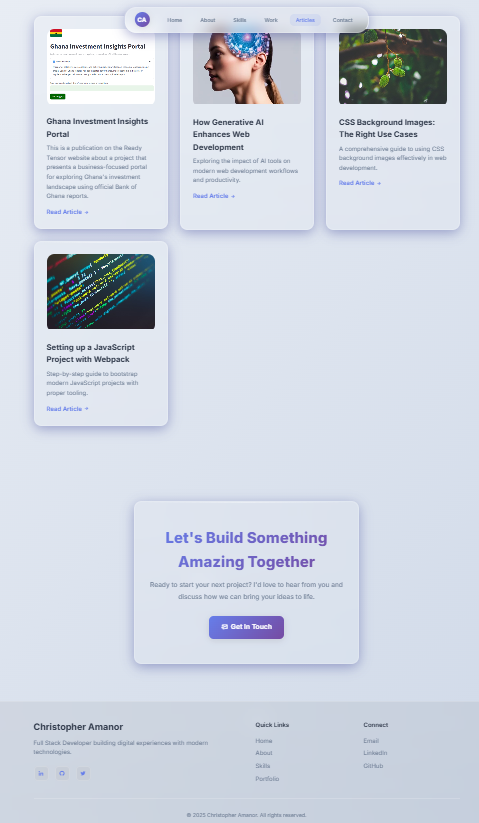 CA Home About Skills Work Articles Contact
Ghana Investment Insights Portal
Ghana Investment Insights
Portal
This is a publication on the Ready
Tensor website about a project that
presents a business-focused portal
for exploring Ghana's investment
landscape using official Bank of
Ghana reports.
Read Article →
How Generative AI
Enhances Web
Development
Exploring the impact of AI tools on
modern web development workflows
and productivity.
Read Article →
CSS Background Images:
The Right Use Cases
A comprehensive guide to using CSS
background images effectively in web
development.
Read Article →
Setting up a JavaScript
Project with Webpack
Step-by-step guide to bootstrap
modern JavaScript projects with
proper tooling.
Read Article →
Let's Build Something
Amazing Together
Ready to start your next project? I'd love to hear from you and
discuss how we can bring your ideas to life.
Get In Touch
Christopher Amanor
Full Stack Developer building digital experiences with modern
technologies.
Quick Links
Home
About
Skills
Portfolio
Connect
Email
LinkedIn
GitHub
© 2025 Christopher Amanor. All rights reserved.